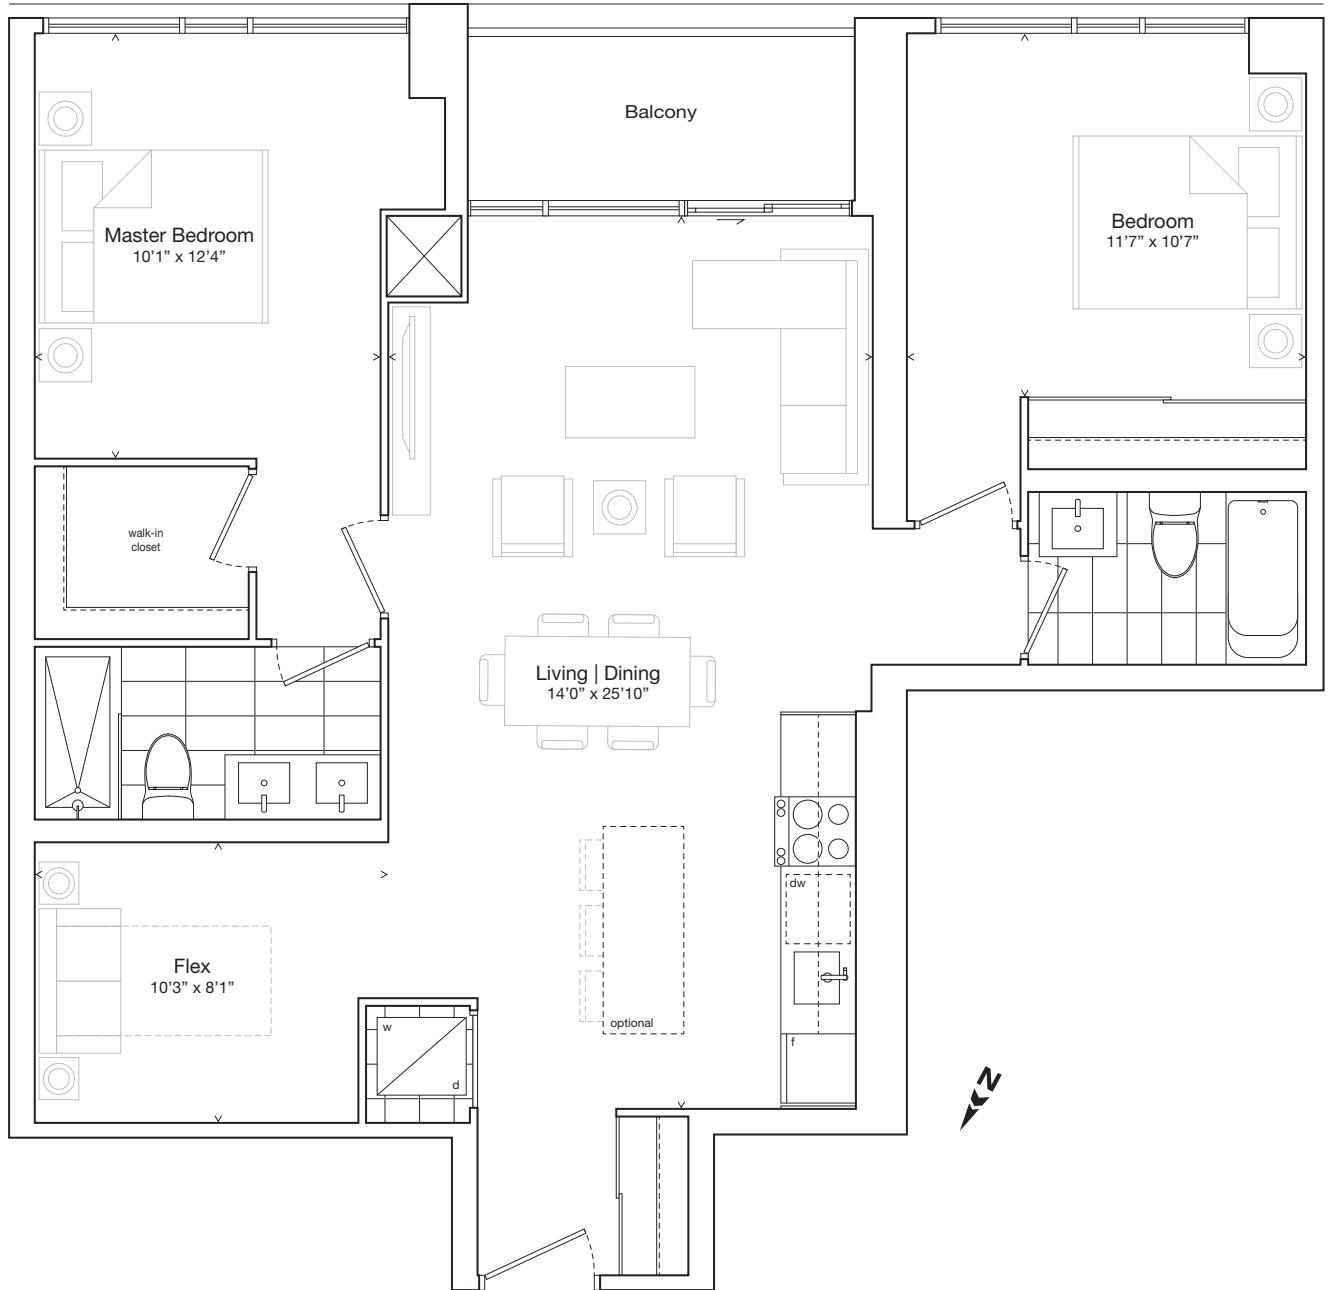 Balcony
Master Bedroom
10'1” x 12'4”
Bedroom
11'7” x 10'7”
walk-in
closet
Living | Dining
14'0” x 25'10”
dw
Flex
10'3” x 8'1”
optional
w
d
f
N